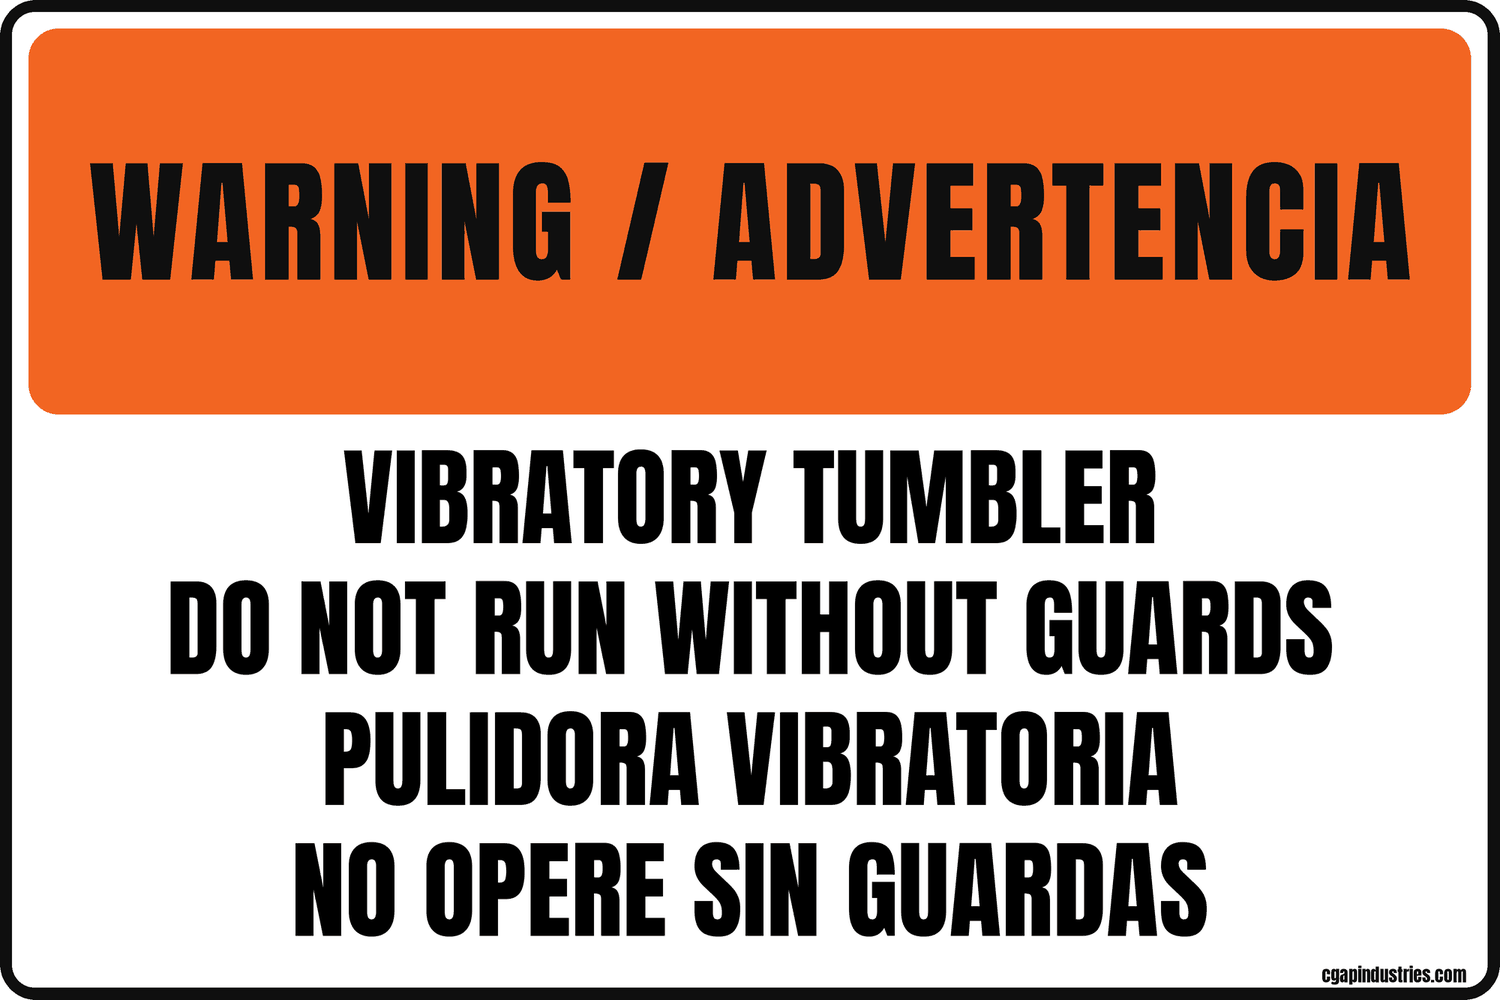 WARNING / ADVERTENCIA
VIBRATORY TUMBLER
DO NOT RUN WITHOUT GUARDS
PULIDORA VIBRATORIA
NO OPERE SIN GUARDAS
cgapindustries.com